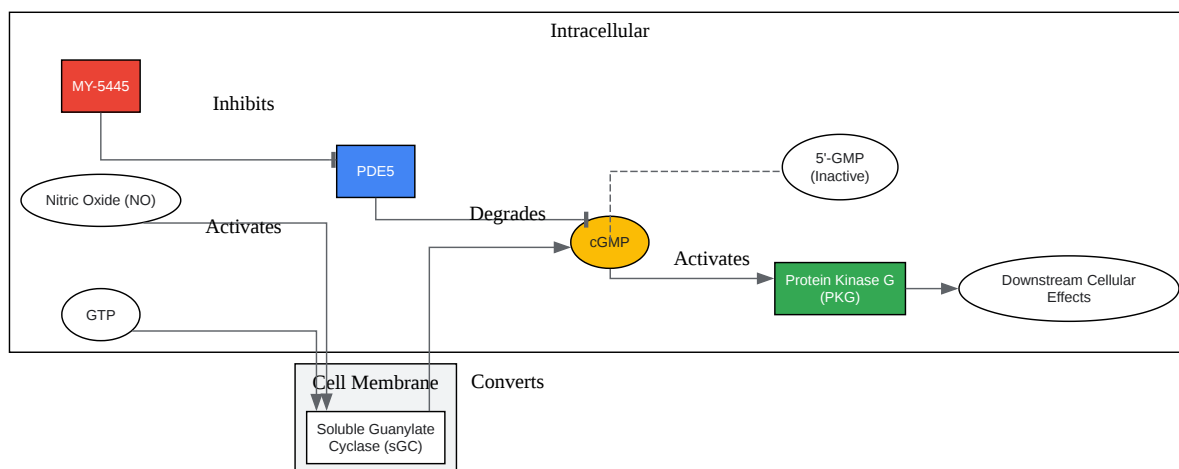 Intracellular
MY-5445
Inhibits
PDE5
5'-GMP
(Inactive)
Nitric Oxide (NO)
Activates
Degrades
cGMP
Activates
Protein Kinase G
(PKG)
Downstream Cellular
Effects
GTP
Cell Membrane
Converts
Soluble Guanylate
Cyclase (sGC)